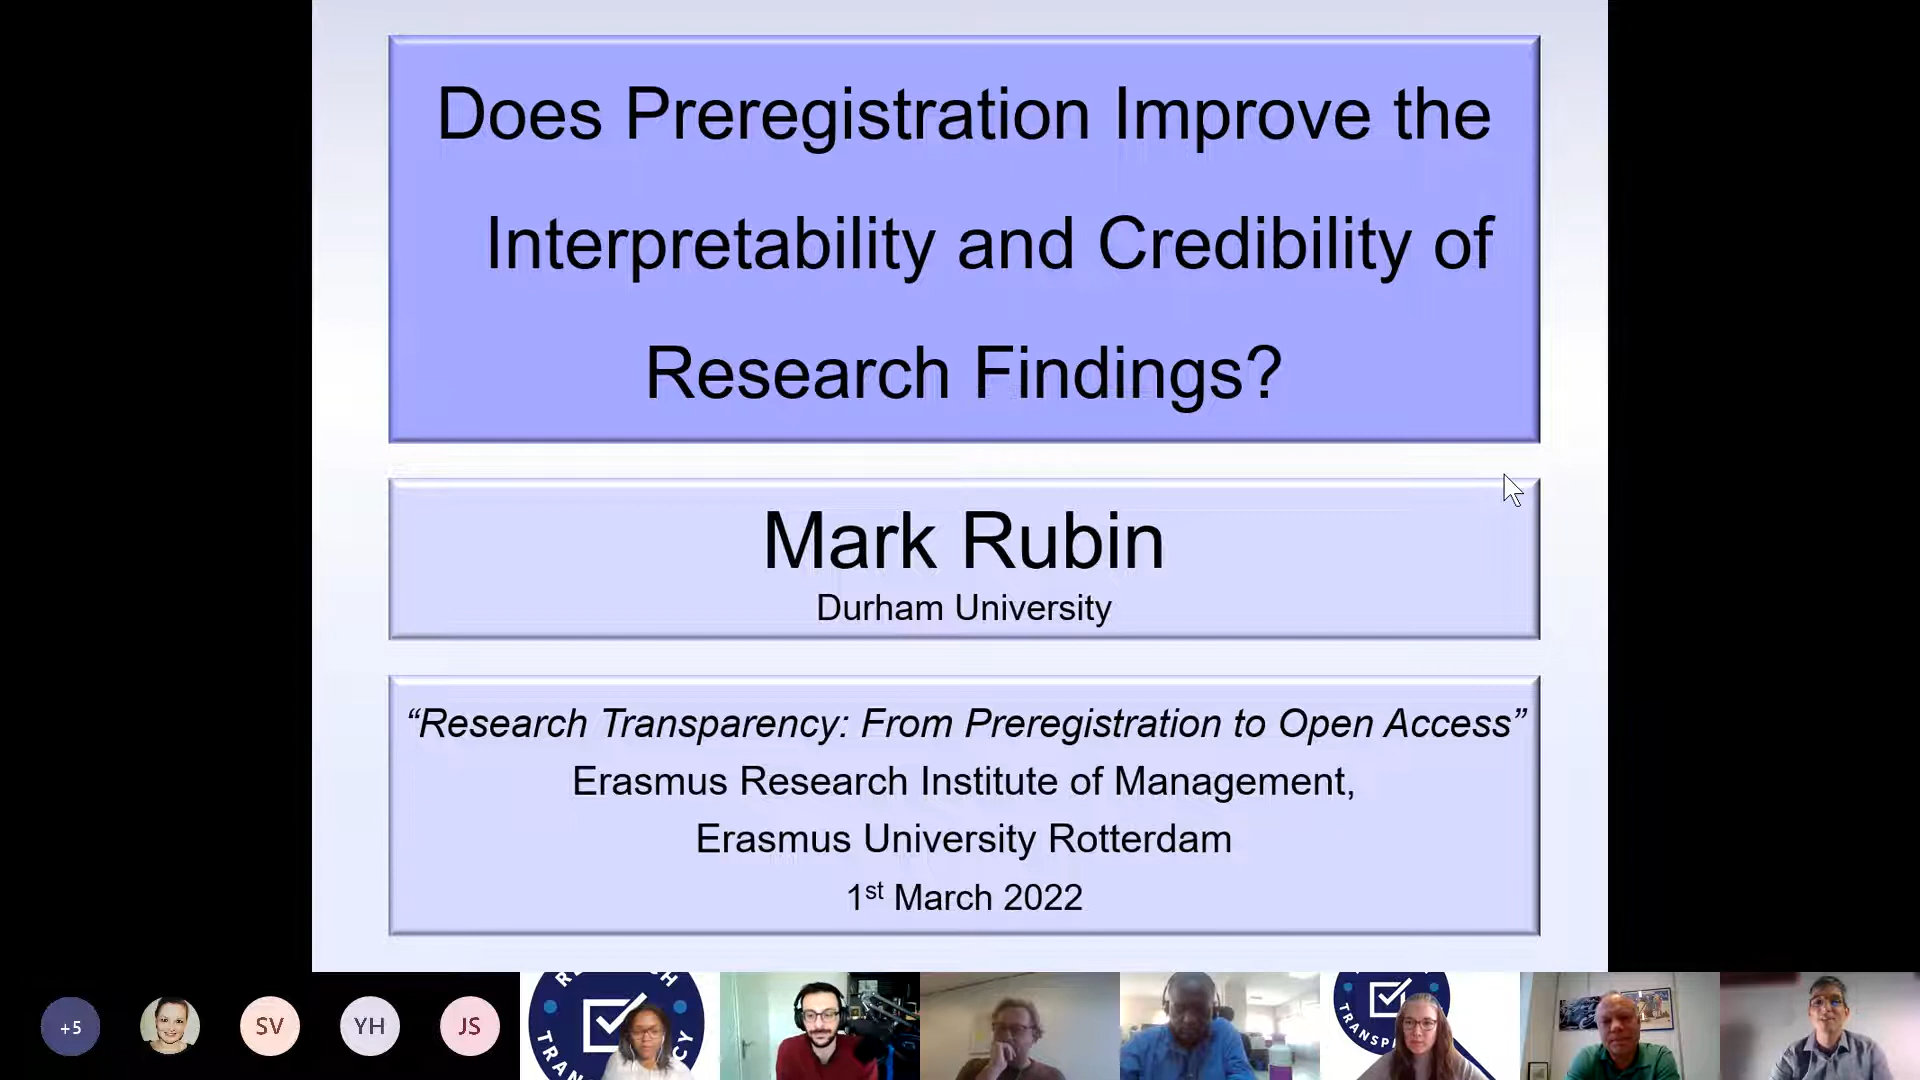 Does Preregistration Improve the
Interpretability and Credibility of
Research Findings?
Mark Rubin
Durham University
“Research Transparency: From Preregistration to Open Access”
Erasmus Research Institute of Management,
Erasmus University Rotterdam
1st March 2022
+5
SV
YH
JS